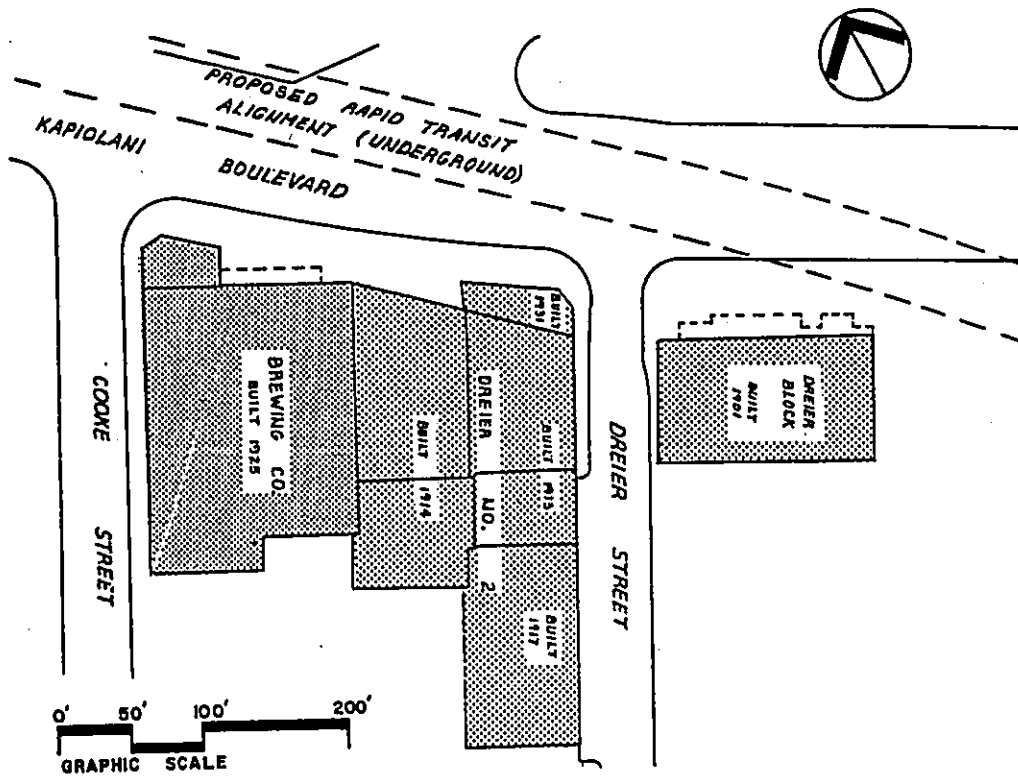 PROPOSED RAPID TRANSIT
ALIGNMENT (UNDERGROUND)
KAPIOLANI
BOULEVARD
COOKE STREET
BREWING CO.
BUILT 1925
BUILT 1914
DREIER NO. 2
BUILT 1931
BUILT 1915
BUILT 1917
DREIER STREET
DREIER
BLOCK
BUILT
1901
0' 50' 100' 200'
GRAPHIC SCALE